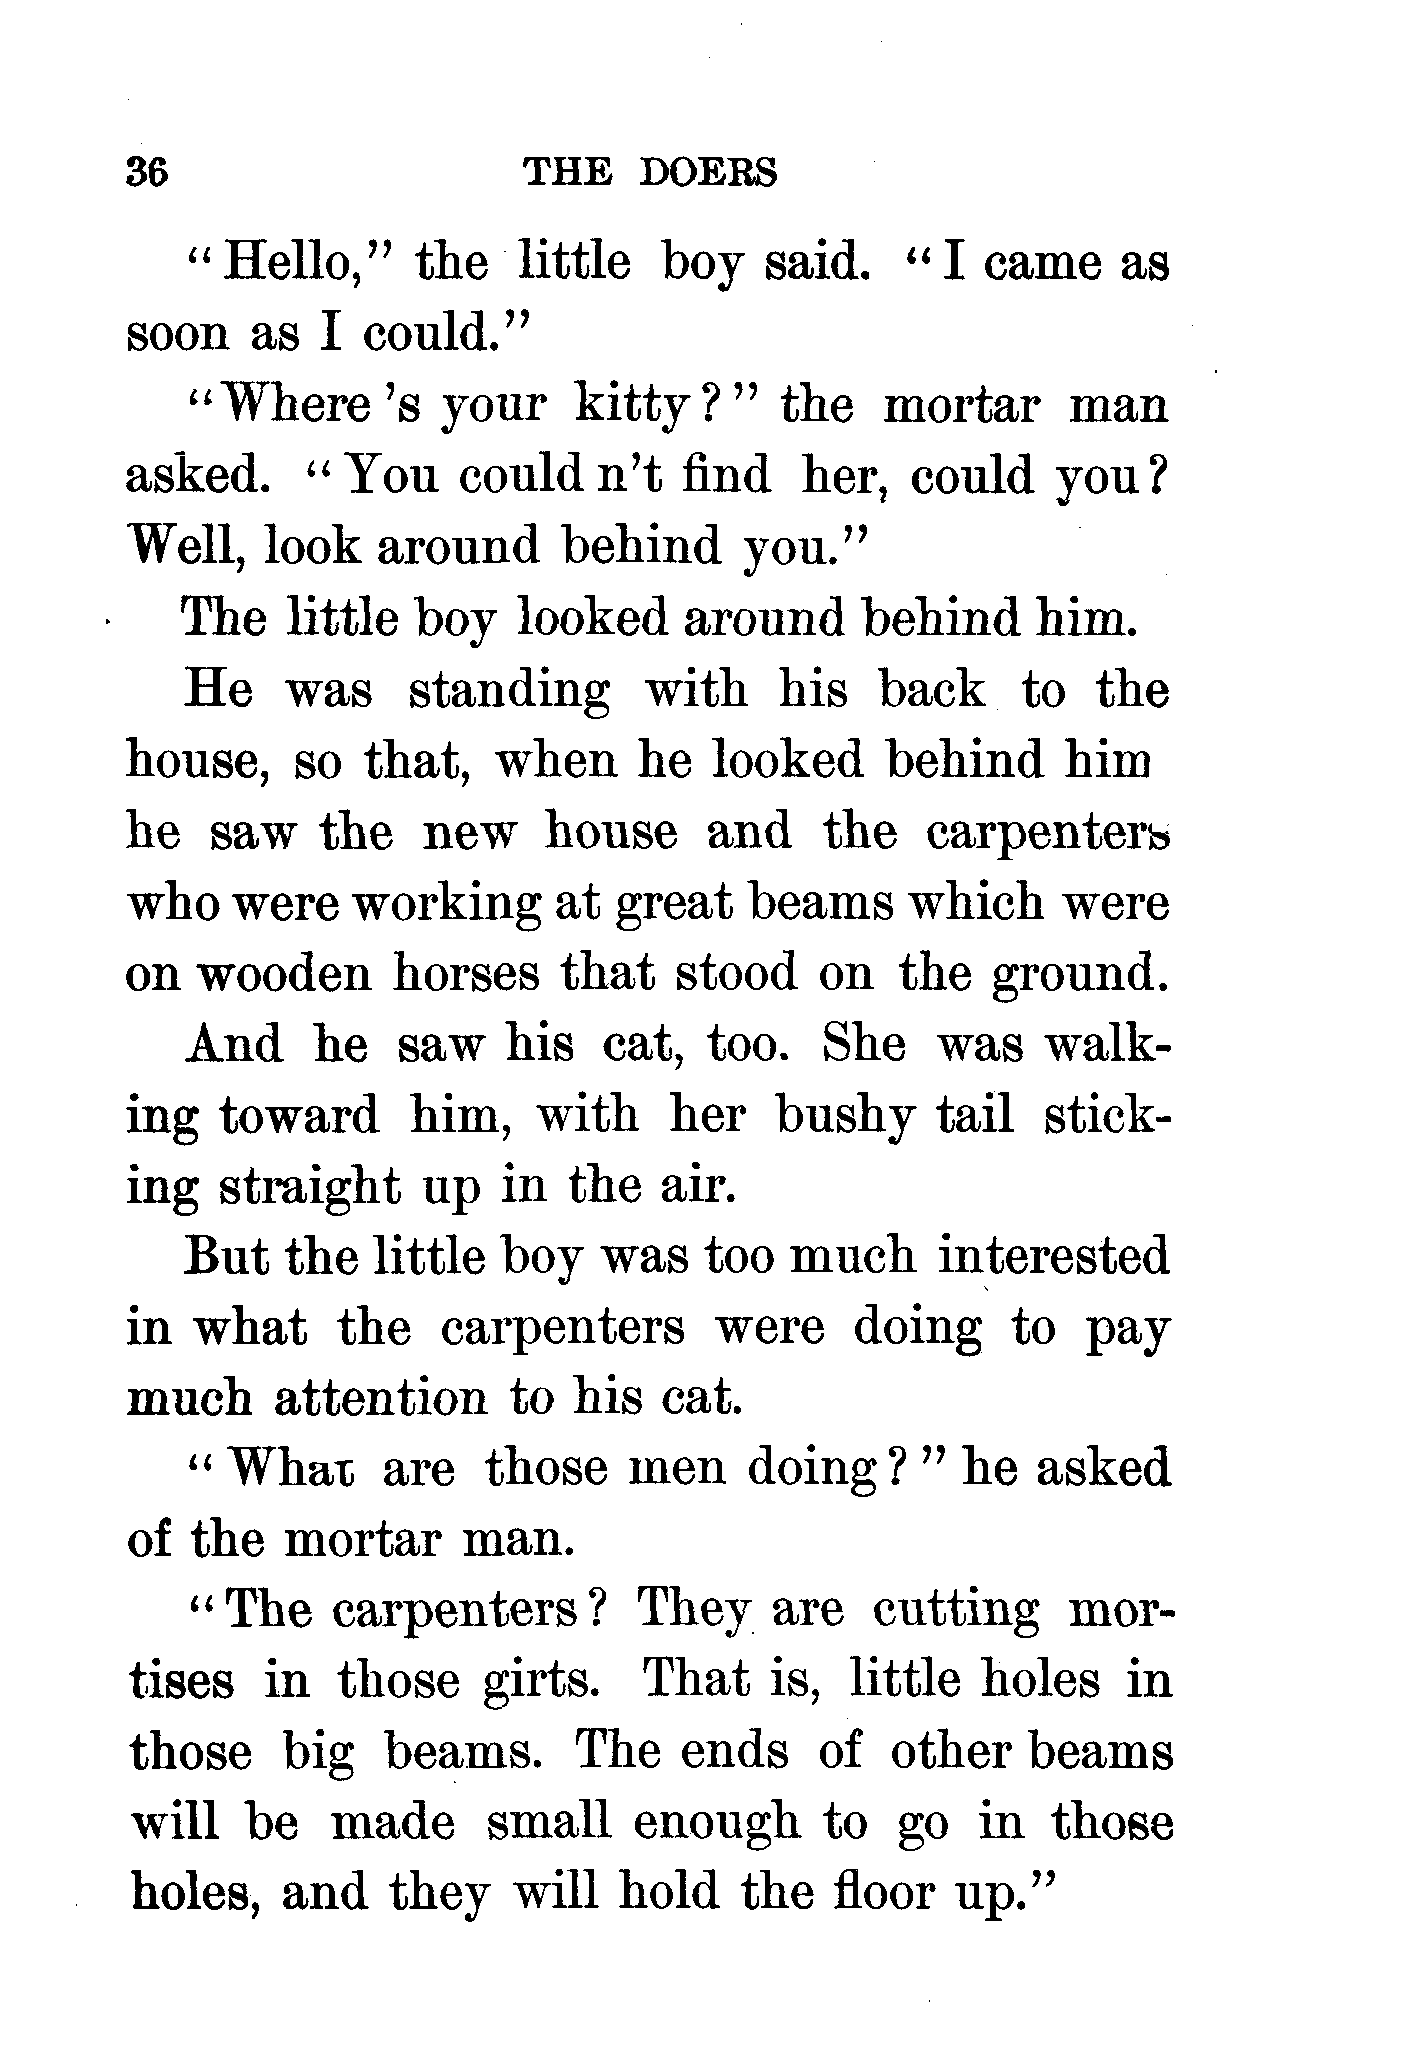 36 THE DOERS
"Hello," the little boy said. "I came as
soon as I could."
"Where 's your kitty?" the mortar man
asked. "You could n't find her, could you?
Well, look around behind you."
The little boy looked around behind him.
He was standing with his back to the
house, so that, when he looked behind him
he saw the new house and the carpenters
who were working at great beams which were
on wooden horses that stood on the ground.
And he saw his cat, too. She was walk-
ing toward him, with her bushy tail stick-
ing straight up in the air.
But the little boy was too much interested
in what the carpenters were doing to pay
much attention to his cat.
"What are those men doing?" he asked
of the mortar man.
"The carpenters? They are cutting mor-
tises in those girts. That is, little holes in
those big beams. The ends of other beams
will be made small enough to go in those
holes, and they will hold the floor up."